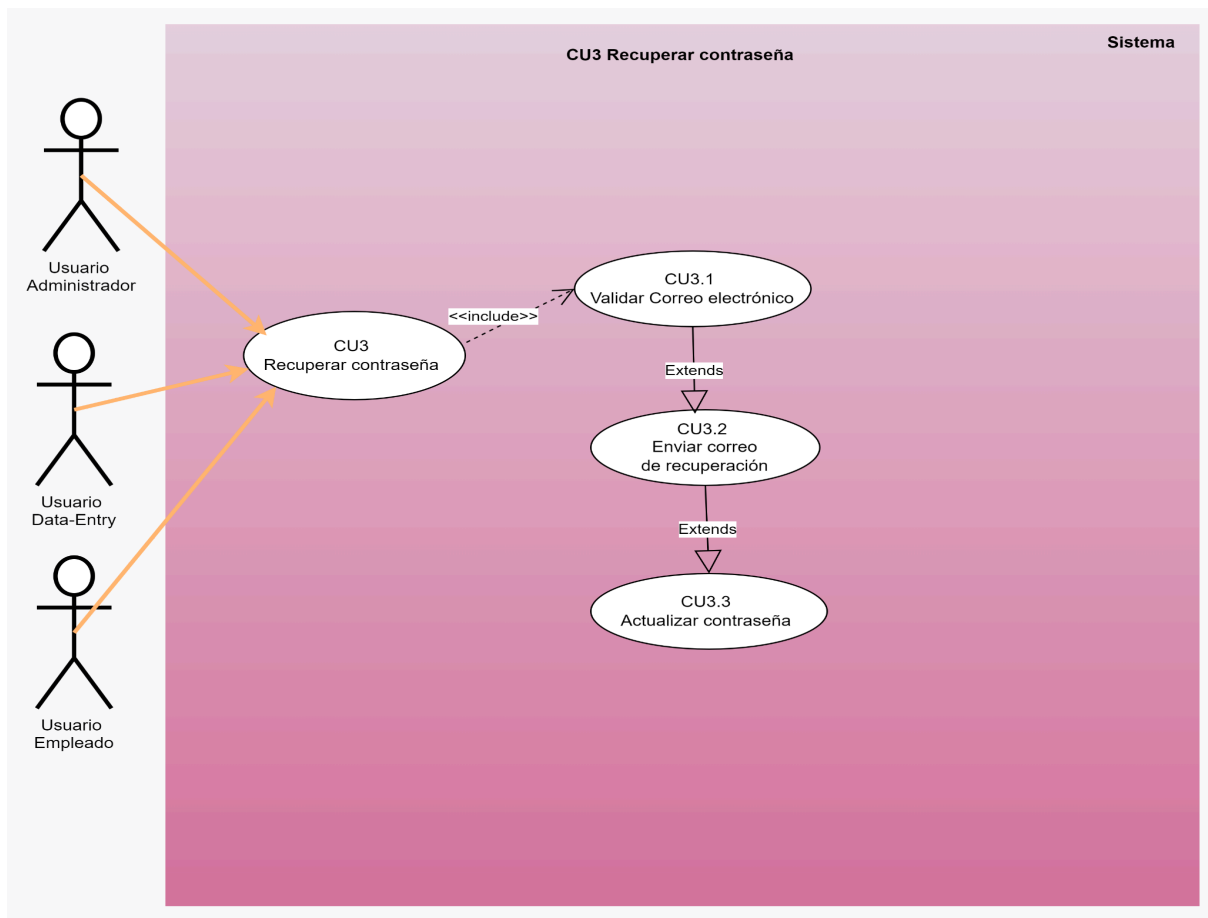 Sistema
CU3 Recuperar contraseña
Usuario
Administrador
CU3.1
Validar Correo electrónico
<<include>>
CU3
Recuperar contraseña
Extends
CU3.2
Enviar correo
de recuperación
Usuario
Data-Entry
Extends
CU3.3
Actualizar contraseña
Usuario
Empleado